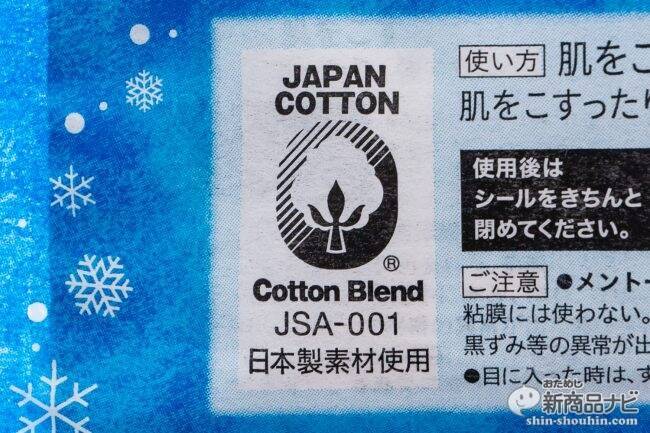 JAPAN
COTTON
®
Cotton Blend
JSA-001
日本製素材使用
使い方 肌をこ
肌をこすったり
使用後は
シールをきちんと
閉めてください。
ご注意 ●メントー
粘膜には使わない。
黒ずみ等の異常が出
●目に入った時は、す
おためし
新商品ナビ
shin-shouhin.com